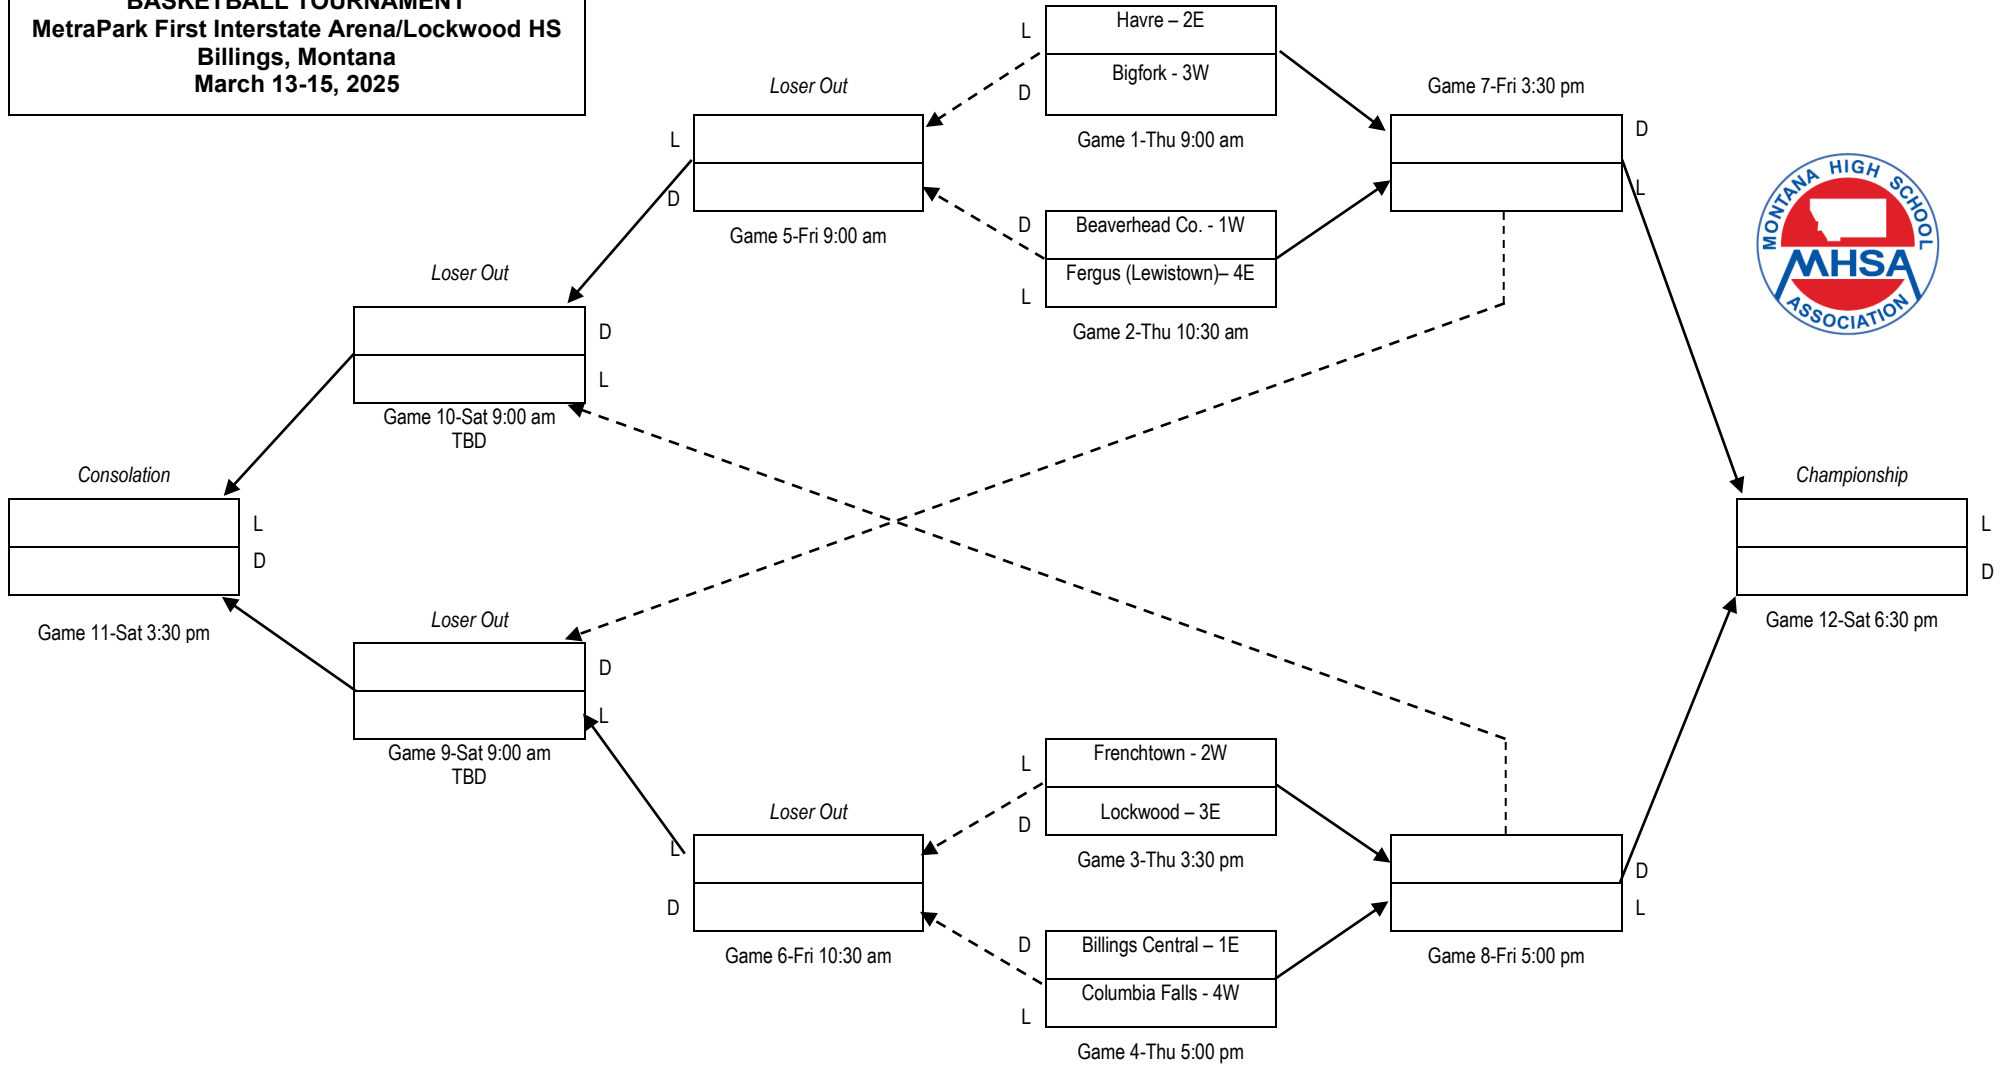 BASKETBALL TOURNAMENT
MetraPark First Interstate Arena/Lockwood HS
Billings, Montana
March 13-15, 2025
L
Havre – 2E
Bigfork - 3W
D
Game 1-Thu 9:00 am
Loser Out
L
D
Game 5-Fri 9:00 am
Game 7-Fri 3:30 pm
D
L
D
Beaverhead Co. - 1W
Fergus (Lewistown)– 4E
L
Game 2-Thu 10:30 am
MONTANA HIGH SCHOOL
MHSA
ASSOCIATION
Loser Out
D
L
Game 10-Sat 9:00 am
TBD
Consolation
L
D
Game 11-Sat 3:30 pm
Championship
L
D
Game 12-Sat 6:30 pm
Loser Out
D
L
Game 9-Sat 9:00 am
TBD
L
Frenchtown - 2W
Lockwood – 3E
D
Game 3-Thu 3:30 pm
Loser Out
L
D
Game 6-Fri 10:30 am
D
L
Game 8-Fri 5:00 pm
D
Billings Central – 1E
Columbia Falls - 4W
L
Game 4-Thu 5:00 pm